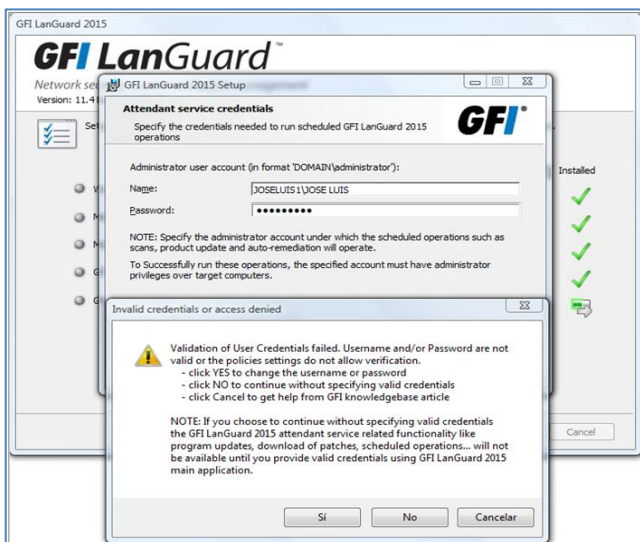 GFI LanGuard 2015
GFI LanGuard™
Network
Version: 11.4
GFI LanGuard 2015 Setup
Attendant service credentials
Specify the credentials needed to run scheduled GFI LanGuard 2015
operations
GFI®
Set
Installed
Administrator user account (in format 'DOMAIN\administrator'):
Name:
JOSELUIS1\JOSE LUIS
Password:
•••••••••
NOTE: Specify the administrator account under which the scheduled operations such as
scans, product update and auto-remediation will operate.
To Successfully run these operations, the specified account must have administrator
privileges over target computers.
Invalid credentials or access denied
Validation of User Credentials failed. Username and/or Password are not
valid or the policies settings do not allow verification.
- click YES to change the username or password
- click NO to continue without specifying valid credentials
- click Cancel to get help from GFI knowledgebase article
NOTE: If you choose to continue without specifying valid credentials
the GFI LanGuard 2015 attendant service related functionality like
program updates, download of patches, scheduled operations... will not
be available until you provide valid credentials using GFI LanGuard 2015
main application.
Cancel
Sí
No
Cancelar